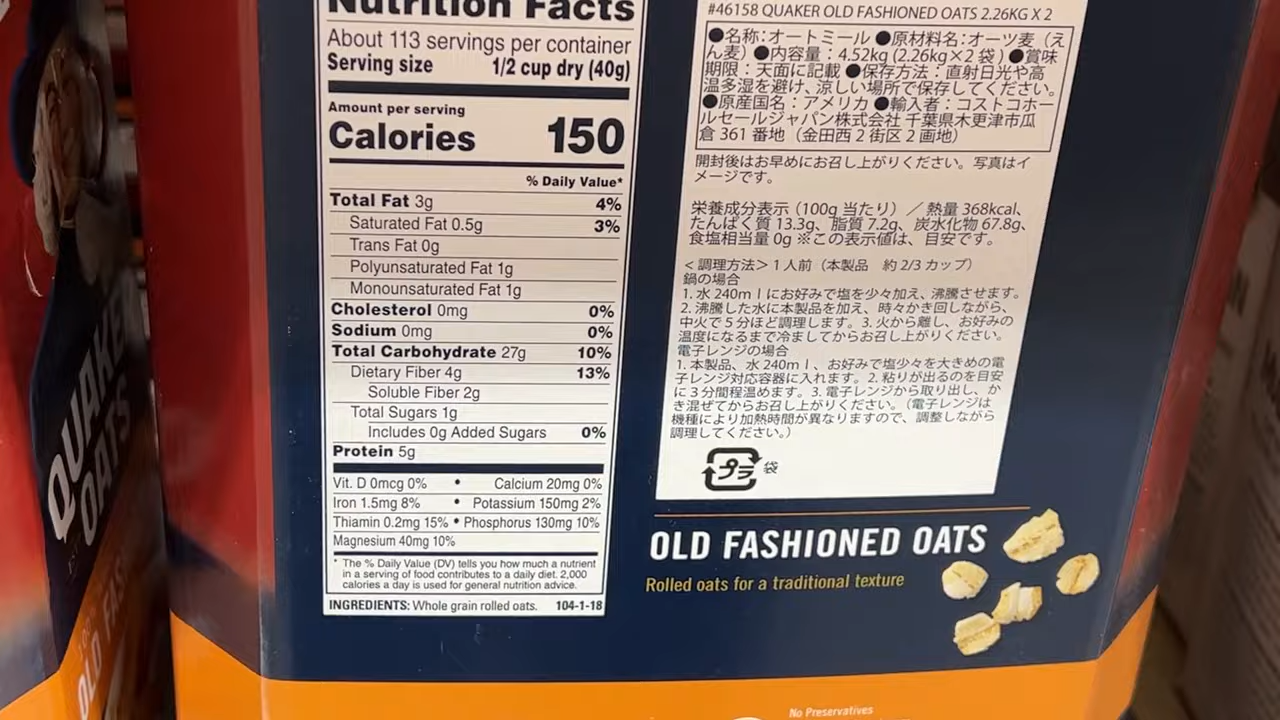 Nutrition Facts
About 113 servings per container
Serving size 1/2 cup dry (40g)
Amount per serving
Calories 150
% Daily Value*
Total Fat 3g 4%
Saturated Fat 0.5g 3%
Trans Fat 0g
Polyunsaturated Fat 1g
Monounsaturated Fat 1g
Cholesterol 0mg 0%
Sodium 0mg 0%
Total Carbohydrate 27g 10%
Dietary Fiber 4g 13%
Soluble Fiber 2g
Total Sugars 1g
Includes 0g Added Sugars 0%
Protein 5g
Vit. D 0mcg 0% • Calcium 20mg 0%
Iron 1.5mg 8% • Potassium 150mg 2%
Thiamin 0.2mg 15% • Phosphorus 130mg 10%
Magnesium 40mg 10%
* The % Daily Value (DV) tells you how much a nutrient
in a serving of food contributes to a daily diet. 2,000
calories a day is used for general nutrition advice.
INGREDIENTS: Whole grain rolled oats. 104-1-18
#46158 QUAKER OLD FASHIONED OATS 2.26KG X 2
●名称:オートミール ●原材料名:オーツ麦(え
ん麦) ●内容量:4.52kg (2.26kg×2 袋) ●賞味
期限:天面に記載 ●保存方法:直射日光や高
温多湿を避け、涼しい場所で保存してください。
●原産国名:アメリカ ●輸入者:コストコホー
ルセールジャパン株式会社 千葉県木更津市瓜
倉 361 番地(金田西 2 街区 2 画地)
開封後はお早めにお召し上がりください。写真はイ
メージです。
栄養成分表示(100g 当たり)/熱量 368kcal、
たんぱく質 13.3g、脂質 7.2g、炭水化物 67.8g、
食塩相当量 0g ※この表示値は、目安です。
<調理方法>1 人前(本製品 約 2/3 カップ)
鍋の場合
1. 水 240mlにお好みで塩を少々加え、沸騰させます。
2. 沸騰した水に本製品を加え、時々かき回しながら、
中火で 5 分ほど調理します。3. 火から離し、お好みの
温度になるまで冷ましてからお召し上がりください。
電子レンジの場合
1. 本製品、水 240ml、お好みで塩少々を大きめの電
子レンジ対応容器に入れます。2. 粘りが出るのを目安
に 3 分間程温めます。3. 電子レンジから取り出し、か
き混ぜてからお召し上がりください。(電子レンジは
機種により加熱時間が異なりますので、調整しながら
調理してください。)
プラ 袋
OLD FASHIONED OATS
Rolled oats for a traditional texture
No Preservatives
QUAKER
OATS
OLD FAS